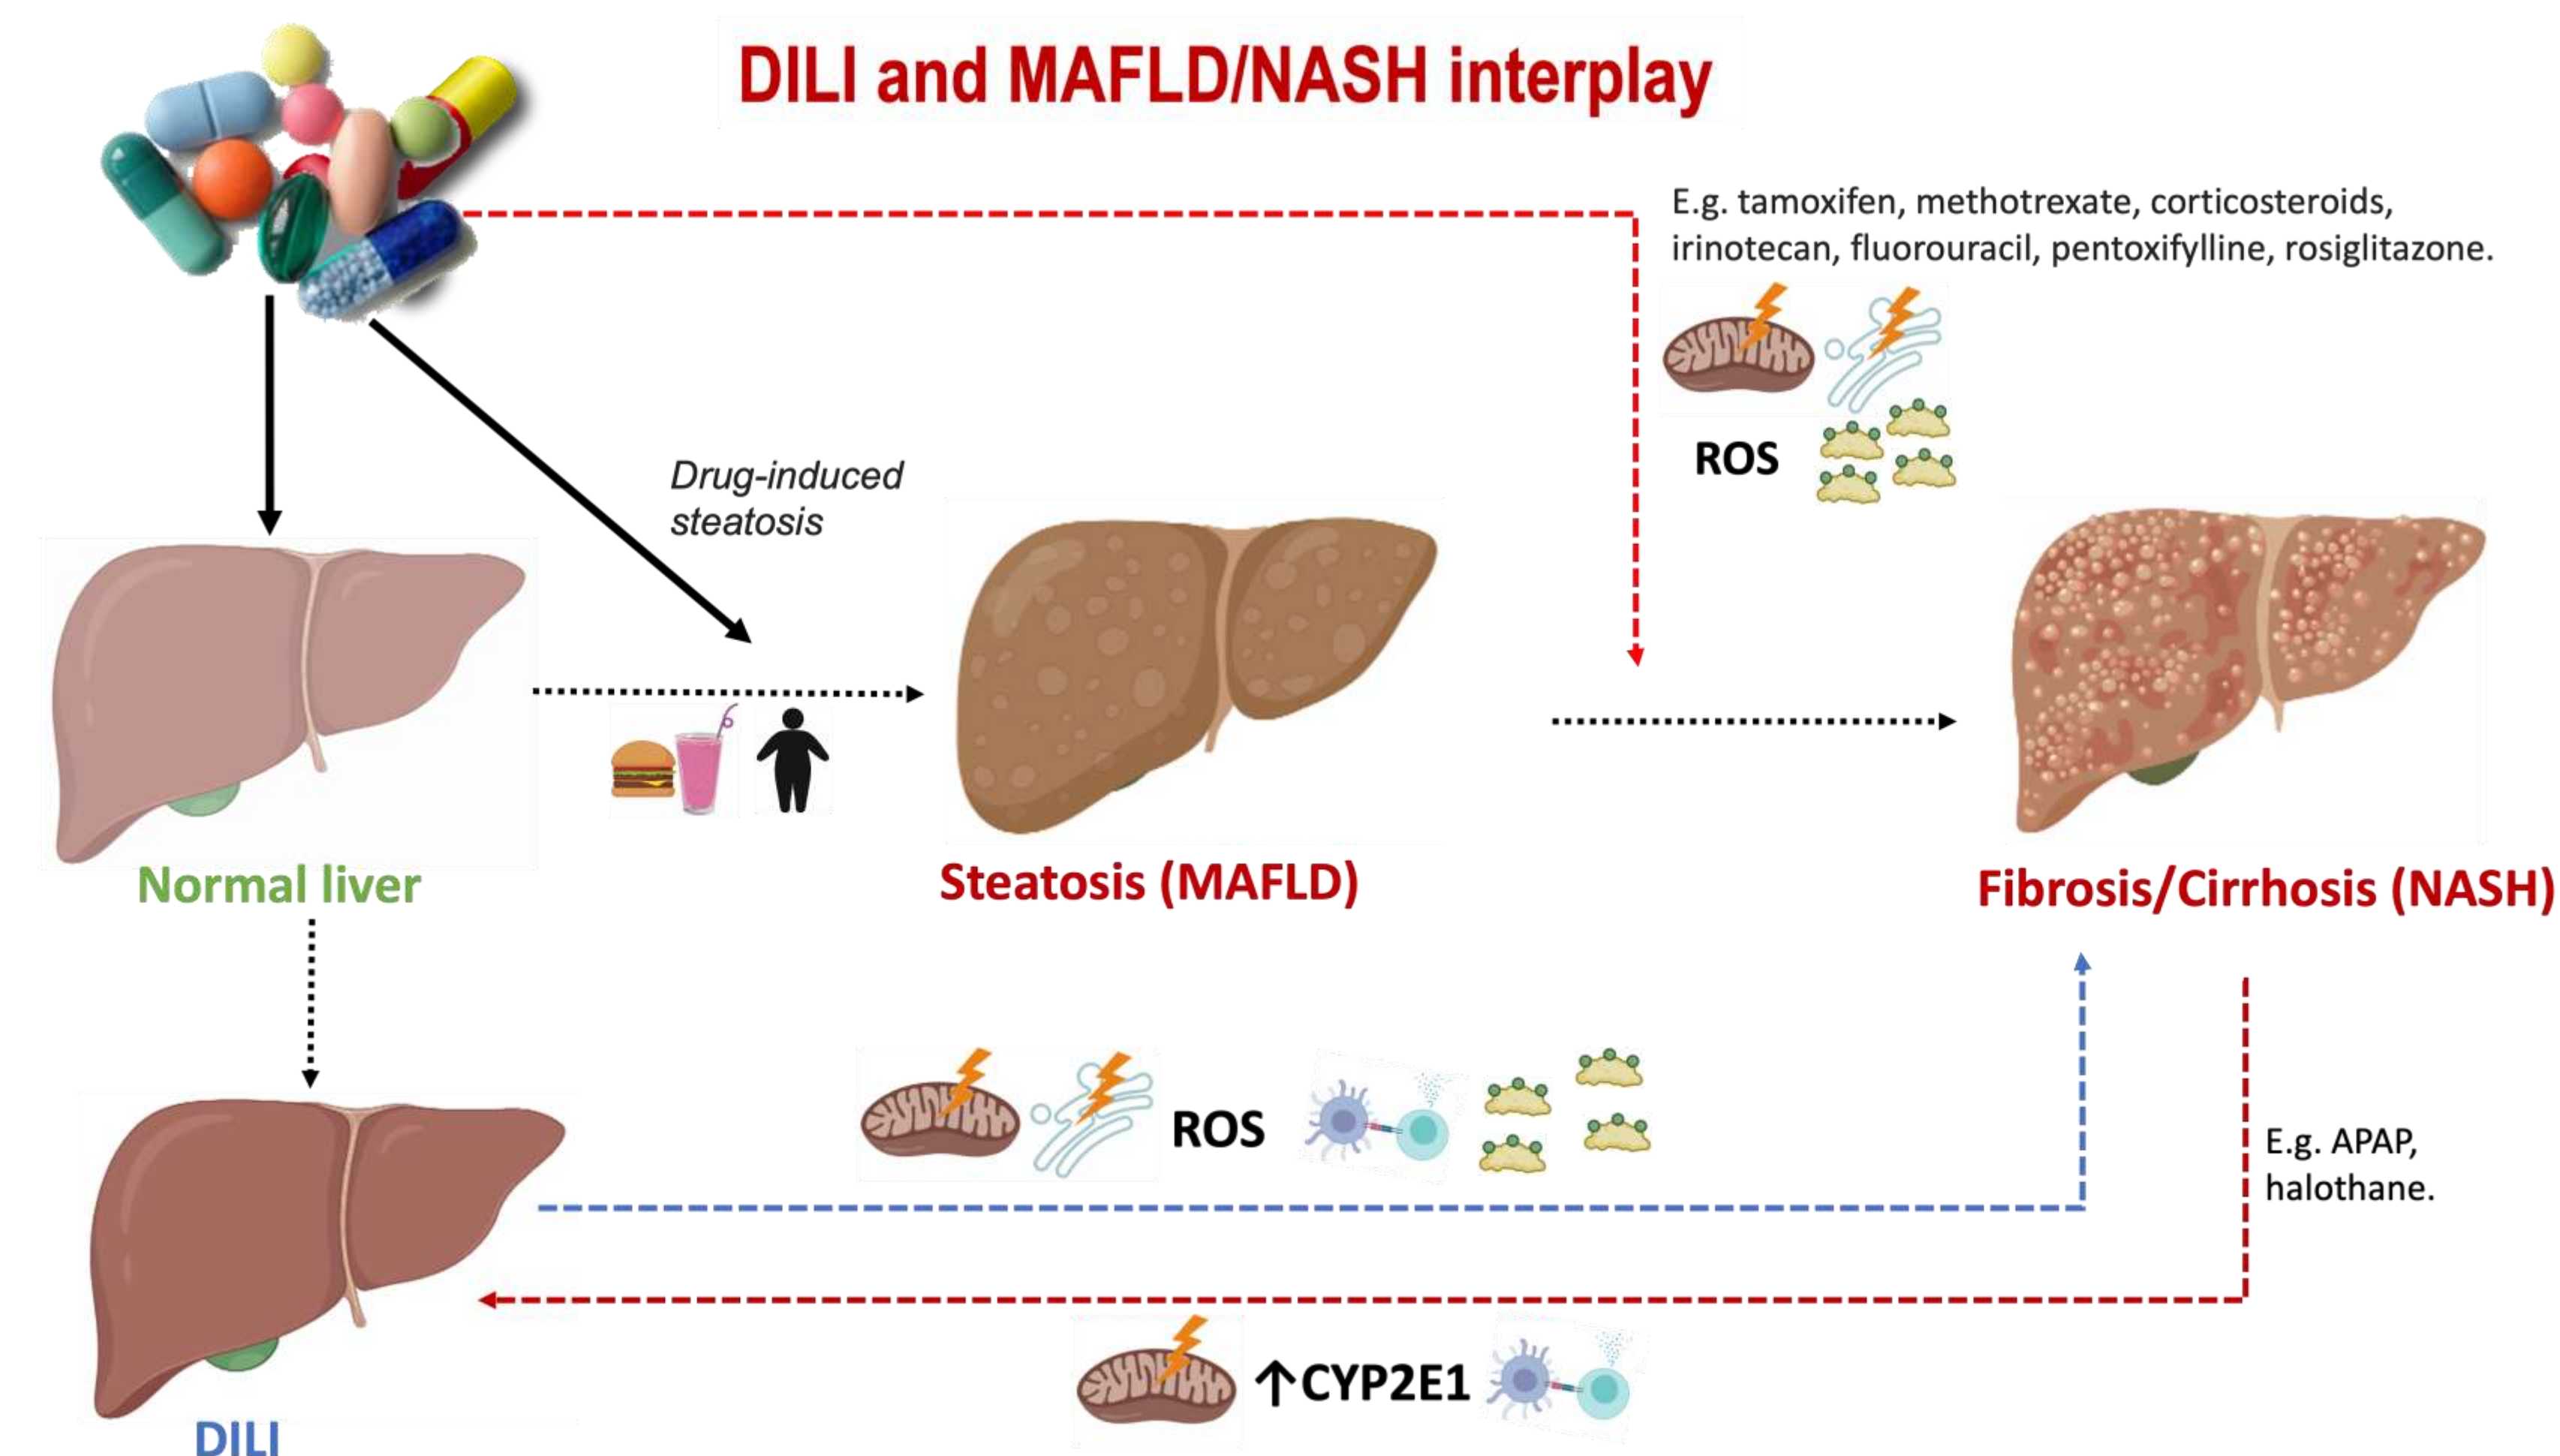 DILI and MAFLD/NASH interplay
E.g. tamoxifen, methotrexate, corticosteroids,
irinotecan, fluorouracil, pentoxifylline, rosiglitazone.
ROS
Drug-induced
steatosis
Normal liver
Steatosis (MAFLD)
Fibrosis/Cirrhosis (NASH)
ROS
E.g. APAP,
halothane.
↑CYP2E1
DILI